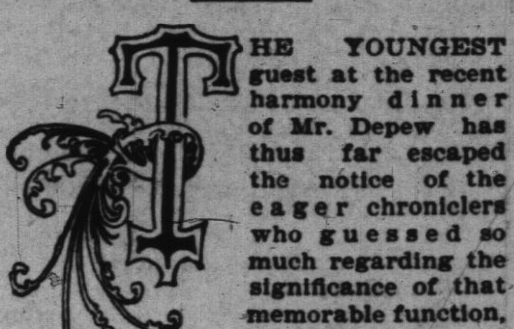 THE YOUNGEST
guest at the recent
harmony dinner
of Mr. Depew has
thus far escaped
the notice of the
eager chroniclers
who guessed so
much regarding the
significance of that
memorable function,